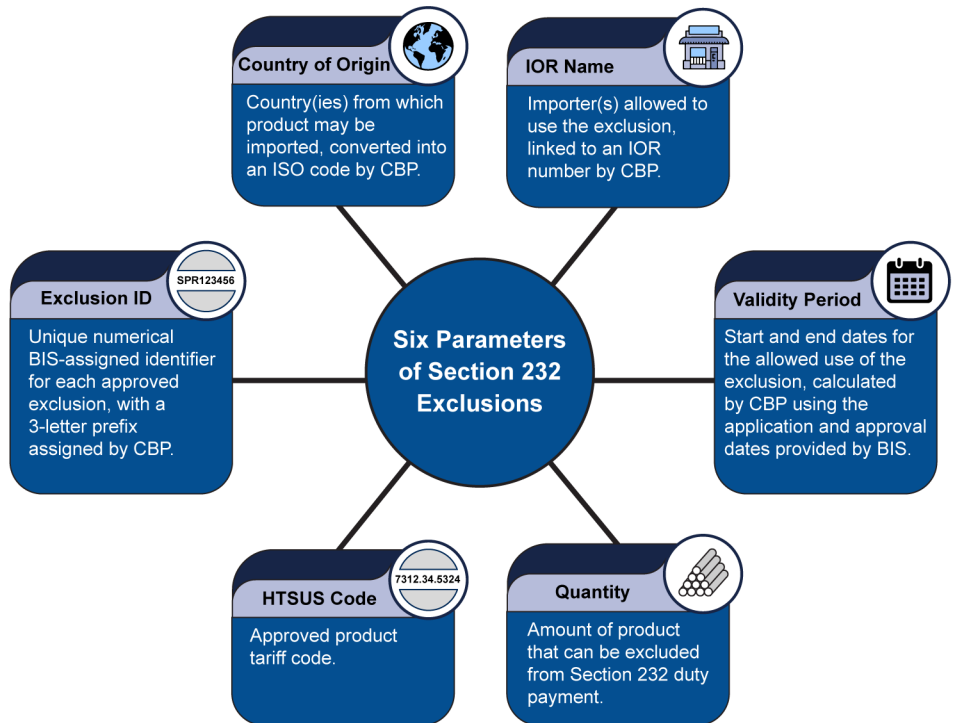 Country of Origin
Country(ies) from which
product may be
imported, converted into
an ISO code by CBP.
IOR Name
Importer(s) allowed to
use the exclusion,
linked to an IOR
number by CBP.
SPR123456
Exclusion ID
Unique numerical
BIS-assigned identifier
for each approved
exclusion, with a
3-letter prefix
assigned by CBP.
Six Parameters
of Section 232
Exclusions
Validity Period
Start and end dates for
the allowed use of the
exclusion, calculated
by CBP using the
application and approval
dates provided by BIS.
7312.34.5324
HTSUS Code
Approved product
tariff code.
Quantity
Amount of product
that can be excluded
from Section 232 duty
payment.